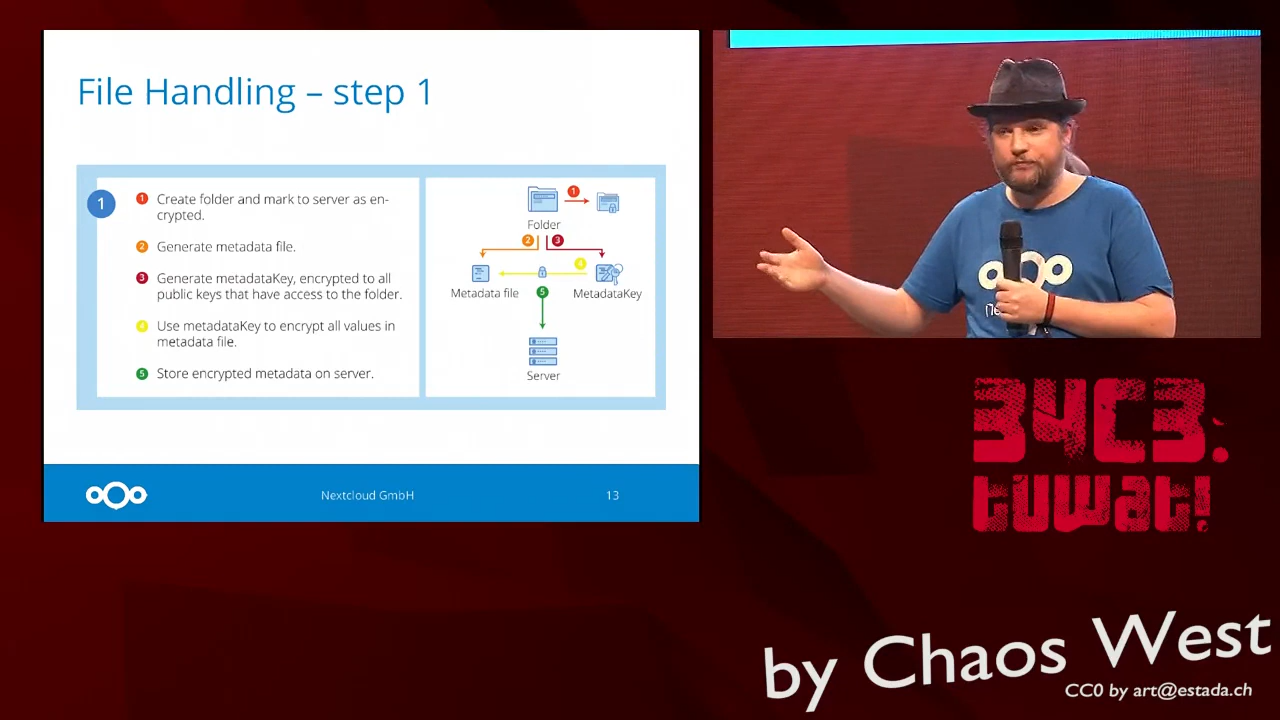 File Handling – step 1
1
1 Create folder and mark to server as en-
crypted.
2 Generate metadata file.
3 Generate metadataKey, encrypted to all
public keys that have access to the folder.
4 Use metadataKey to encrypt all values in
metadata file.
5 Store encrypted metadata on server.
1
Folder
2 3
4
Metadata file MetadataKey
5
Server
Nextcloud GmbH 13
34C3:
tuwat!
by Chaos West
CC0 by art@estada.ch